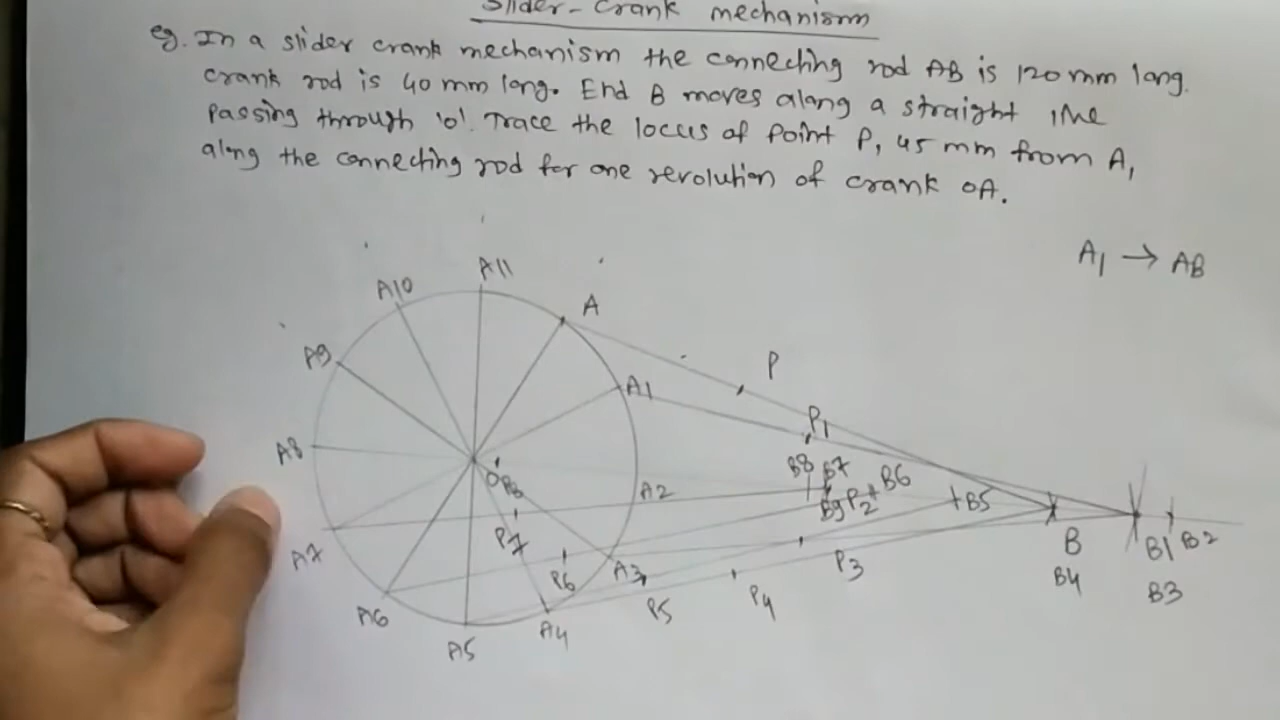 Slider-Crank mechanism
eg. In a slider crank mechanism the connecting rod AB is 120 mm long.
crank rod is 40 mm long. End B moves along a straight line
passing through 'o'. Trace the locus of point P, 45 mm from A,
along the connecting rod for one revolution of crank OA.
A1 → AB
A11
A10
A
A9
P
A1
P1
A8
B8 B7 B6
O P8
A2
B9 P2
B5
P7
A7
B
B1 B2
P6
A3
P3
B4
B3
P5
P4
A6
A4
A5